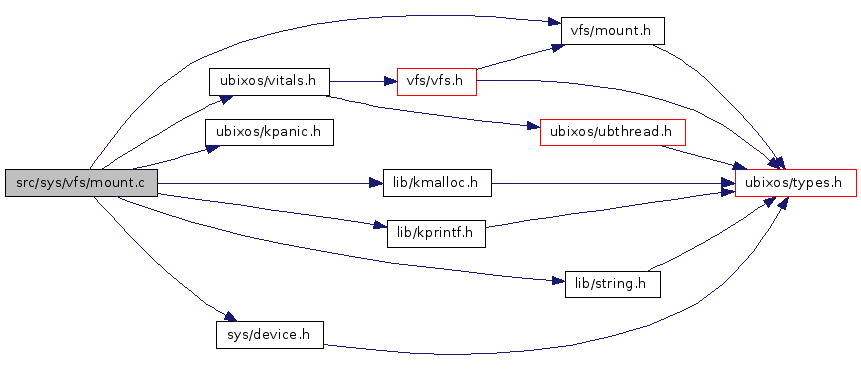 vfs/mount.h
ubixos/vitals.h
vfs/vfs.h
ubixos/kpanic.h
ubixos/ubthread.h
src/sys/vfs/mount.c
lib/kmalloc.h
ubixos/types.h
lib/kprintf.h
lib/string.h
sys/device.h